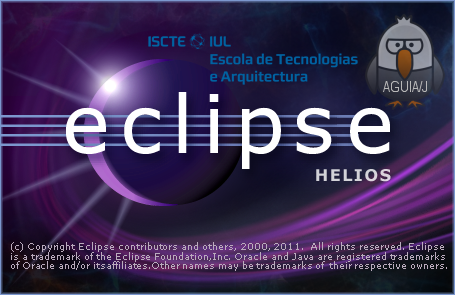 ISCTE IUL
Escola de Tecnologias
e Arquitectura
AGUIA/J
eclipse
HELIOS
(c) Copyright Eclipse contributors and others, 2000, 2011. All rights reserved. Eclipse
is a trademark of the Eclipse Foundation,Inc. Oracle and Java are registered trademarks
of Oracle and/or itsaffiliates.Other names may be trademarks of their respective owners.